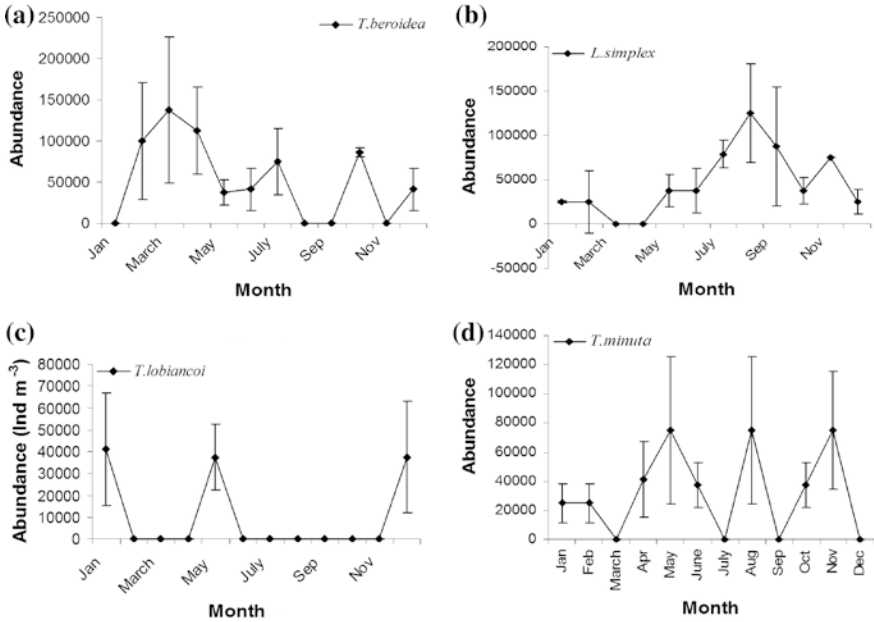 (a)
T.beroidea
250000
200000
150000
100000
50000
0
Abundance
Jan
March
May
July
Sep
Nov
Month
(b)
L.simplex
200000
150000
100000
50000
0
-50000
Abundance
Jan
March
May
July
Sep
Nov
Month
(c)
T.lobiancoi
80000
70000
60000
50000
40000
30000
20000
10000
0
Abundance (Ind m⁻³)
Jan
March
May
July
Sep
Nov
Month
(d)
T.minuta
140000
120000
100000
80000
60000
40000
20000
0
Abundance
Jan
Feb
March
Apr
May
June
July
Aug
Sep
Oct
Nov
Dec
Month